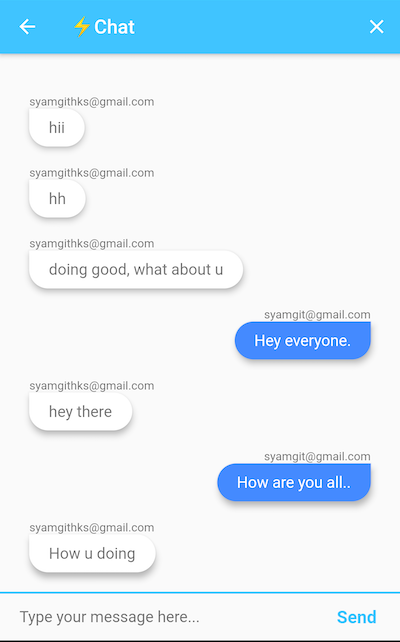 ⚡Chat
syamgithks@gmail.com
hii
syamgithks@gmail.com
hh
syamgithks@gmail.com
doing good, what about u
syamgit@gmail.com
Hey everyone.
syamgithks@gmail.com
hey there
syamgit@gmail.com
How are you all..
syamgithks@gmail.com
How u doing
Type your message here...
Send